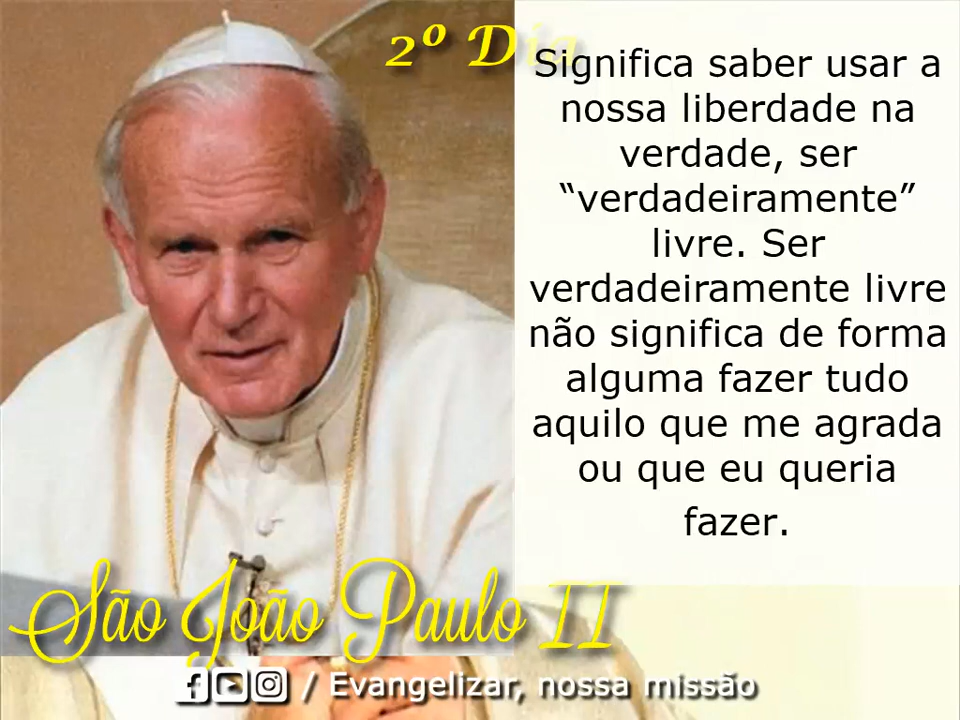 2º Dia
Significa saber usar a
nossa liberdade na
verdade, ser
“verdadeiramente”
livre. Ser
verdadeiramente livre
não significa de forma
alguma fazer tudo
aquilo que me agrada
ou que eu queria
fazer.
São João Paulo II
/ Evangelizar, nossa missão